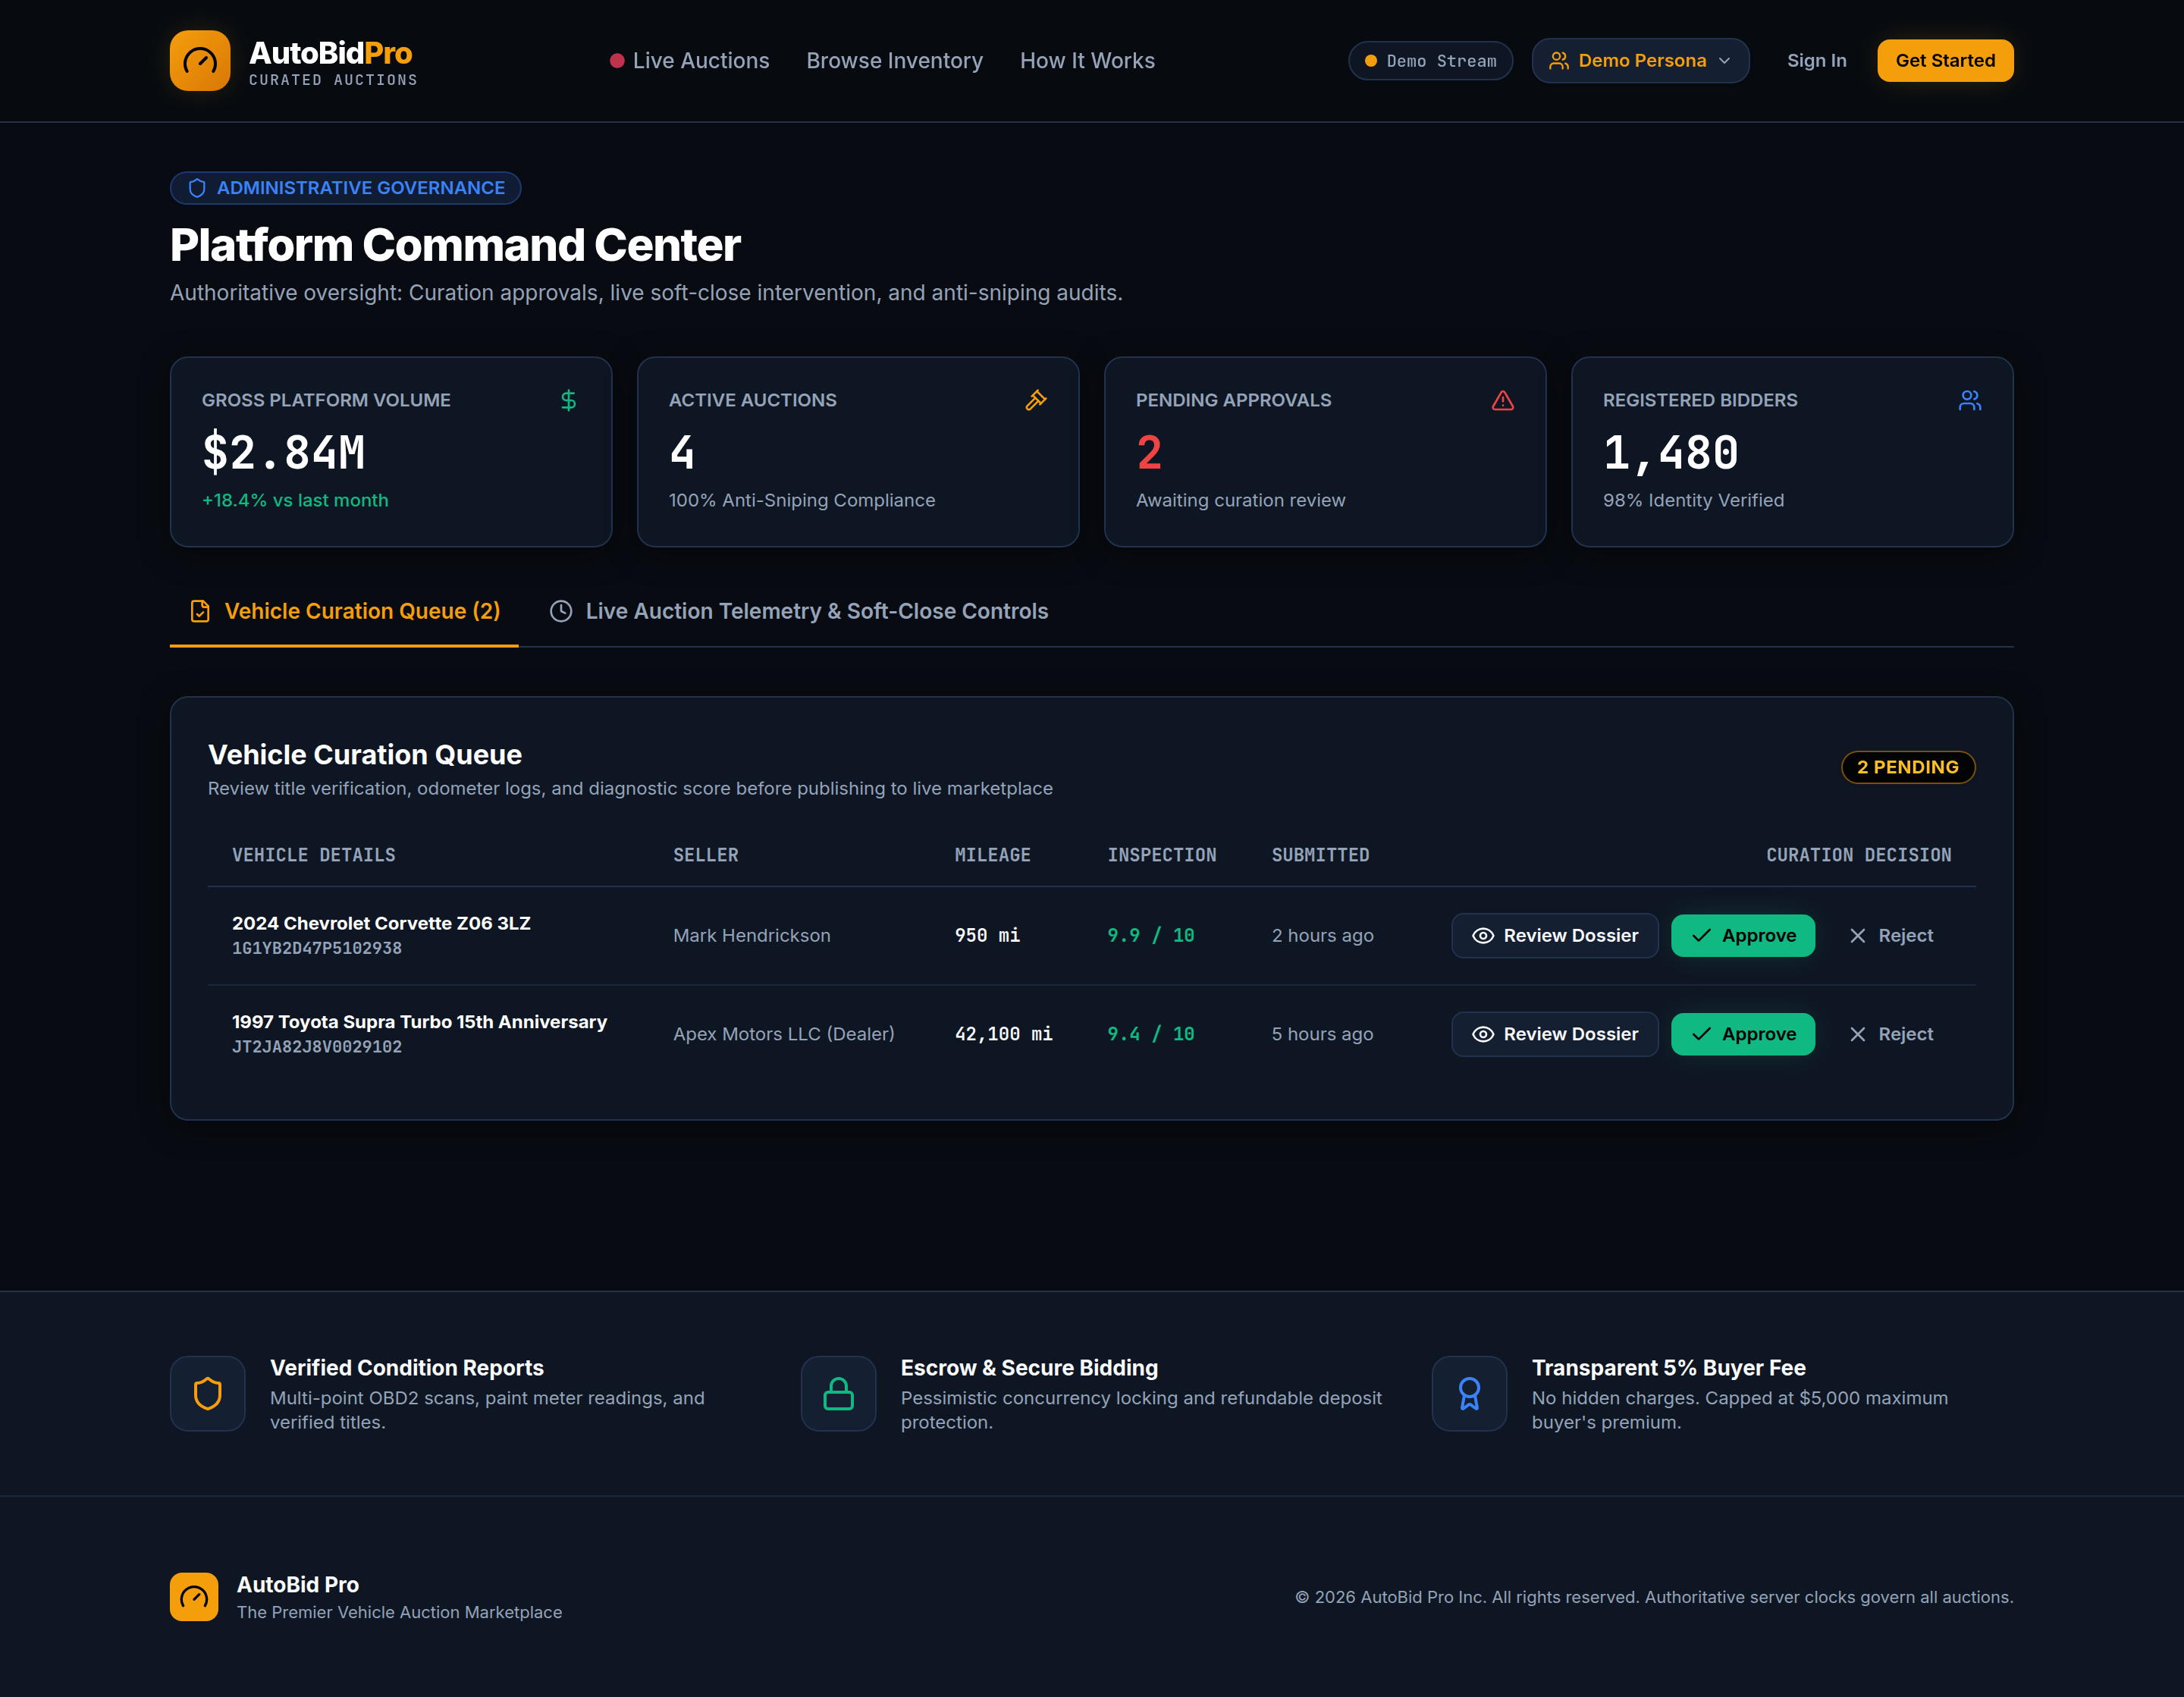 AutoBidPro
CURATED AUCTIONS
Live Auctions
Browse Inventory
How It Works
Demo Stream
Demo Persona
Sign In
Get Started
ADMINISTRATIVE GOVERNANCE
Platform Command Center
Authoritative oversight: Curation approvals, live soft-close intervention, and anti-sniping audits.
GROSS PLATFORM VOLUME
$2.84M
+18.4% vs last month
ACTIVE AUCTIONS
4
100% Anti-Sniping Compliance
PENDING APPROVALS
2
Awaiting curation review
REGISTERED BIDDERS
1,480
98% Identity Verified
Vehicle Curation Queue (2)
Live Auction Telemetry & Soft-Close Controls
Vehicle Curation Queue
Review title verification, odometer logs, and diagnostic score before publishing to live marketplace
2 PENDING
VEHICLE DETAILS SELLER MILEAGE INSPECTION SUBMITTED CURATION DECISION
2024 Chevrolet Corvette Z06 3LZ
1G1YB2D47P5102938
Mark Hendrickson
950 mi
9.9 / 10
2 hours ago
Review Dossier
Approve
Reject
1997 Toyota Supra Turbo 15th Anniversary
JT2JA82J8V0029102
Apex Motors LLC (Dealer)
42,100 mi
9.4 / 10
5 hours ago
Review Dossier
Approve
Reject
Verified Condition Reports
Multi-point OBD2 scans, paint meter readings, and
verified titles.
Escrow & Secure Bidding
Pessimistic concurrency locking and refundable deposit
protection.
Transparent 5% Buyer Fee
No hidden charges. Capped at $5,000 maximum
buyer's premium.
AutoBid Pro
The Premier Vehicle Auction Marketplace
© 2026 AutoBid Pro Inc. All rights reserved. Authoritative server clocks govern all auctions.